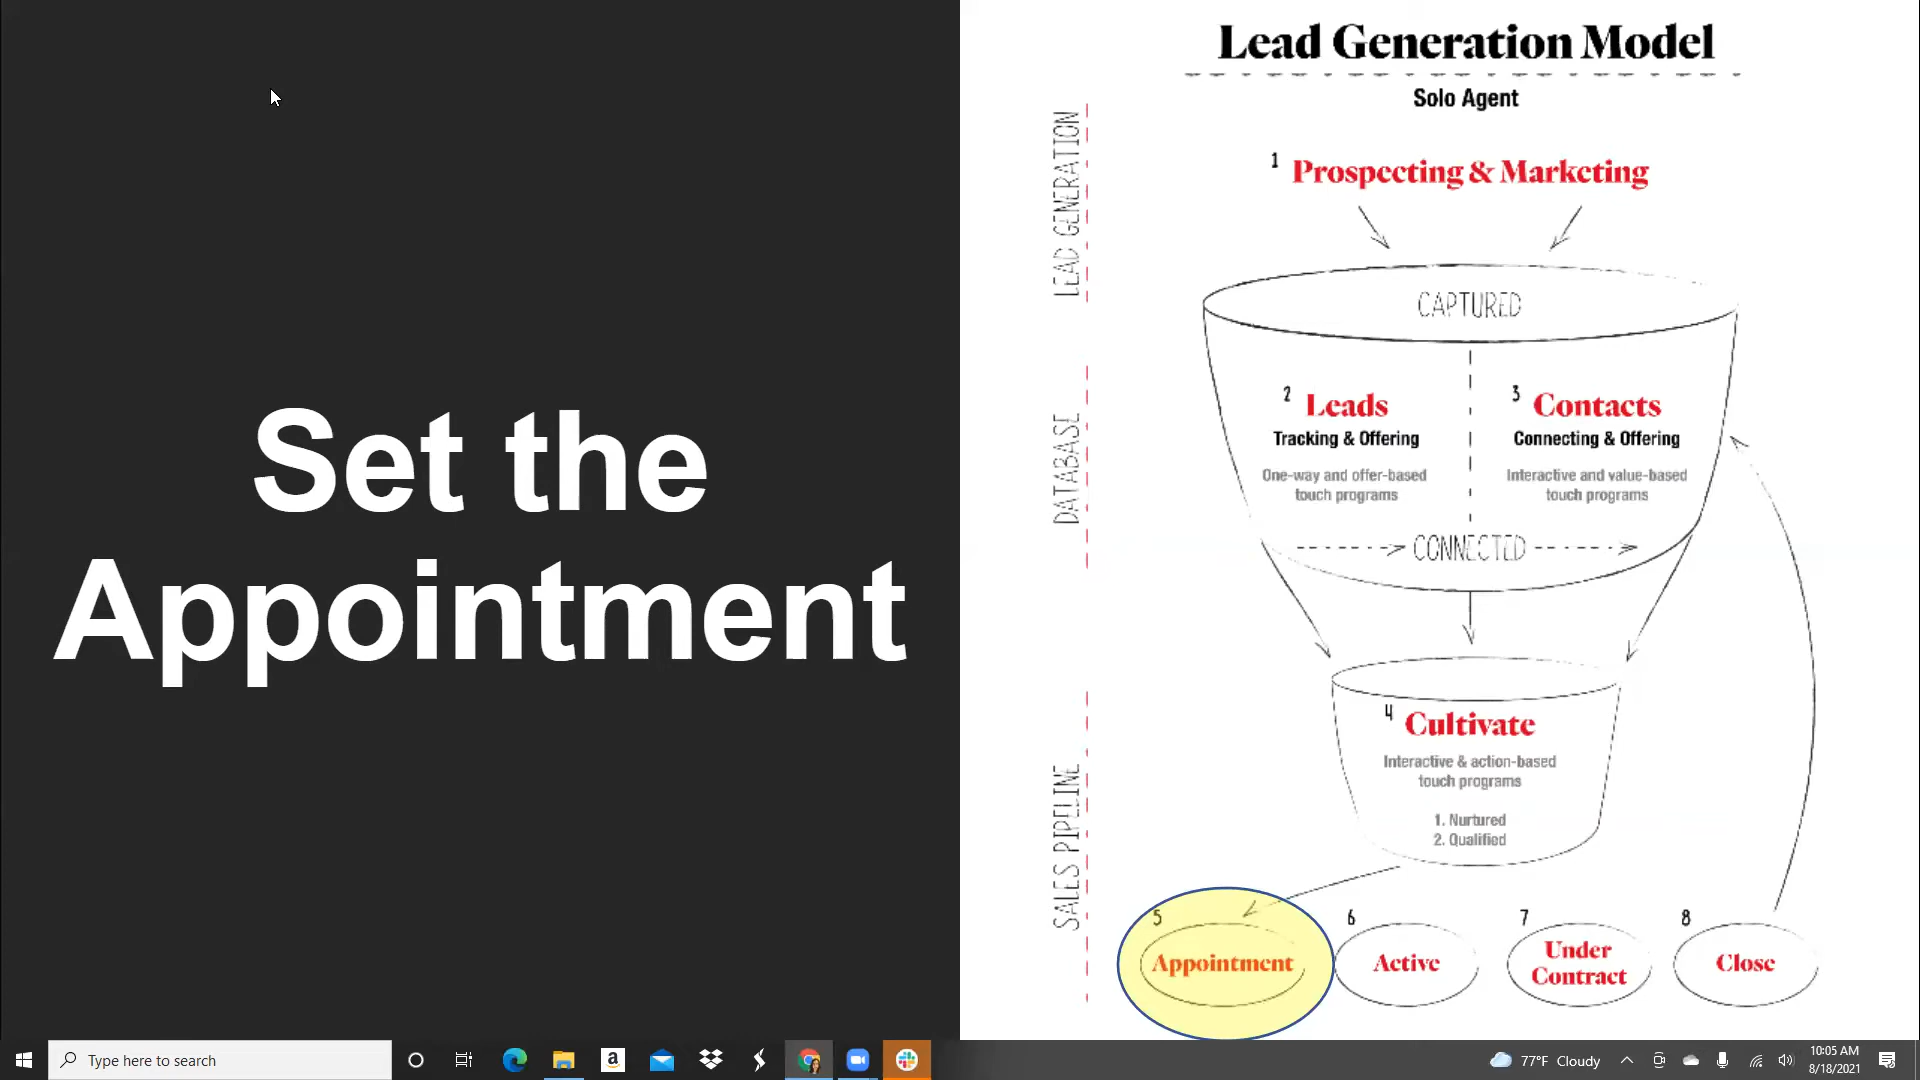 Set the
Appointment
Lead Generation Model
Solo Agent
LEAD GENERATION
1 Prospecting & Marketing
CAPTURED
DATABASE
2 Leads
Tracking & Offering
One-way and offer-based
touch programs
3 Contacts
Connecting & Offering
Interactive and value-based
touch programs
CONNECTED
SALES PIPELINE
4 Cultivate
Interactive & action-based
touch programs
1. Nurtured
2. Qualified
5
Appointment
6
Active
7
Under
Contract
8
Close
Type here to search
a
77°F Cloudy
10:05 AM
8/18/2021